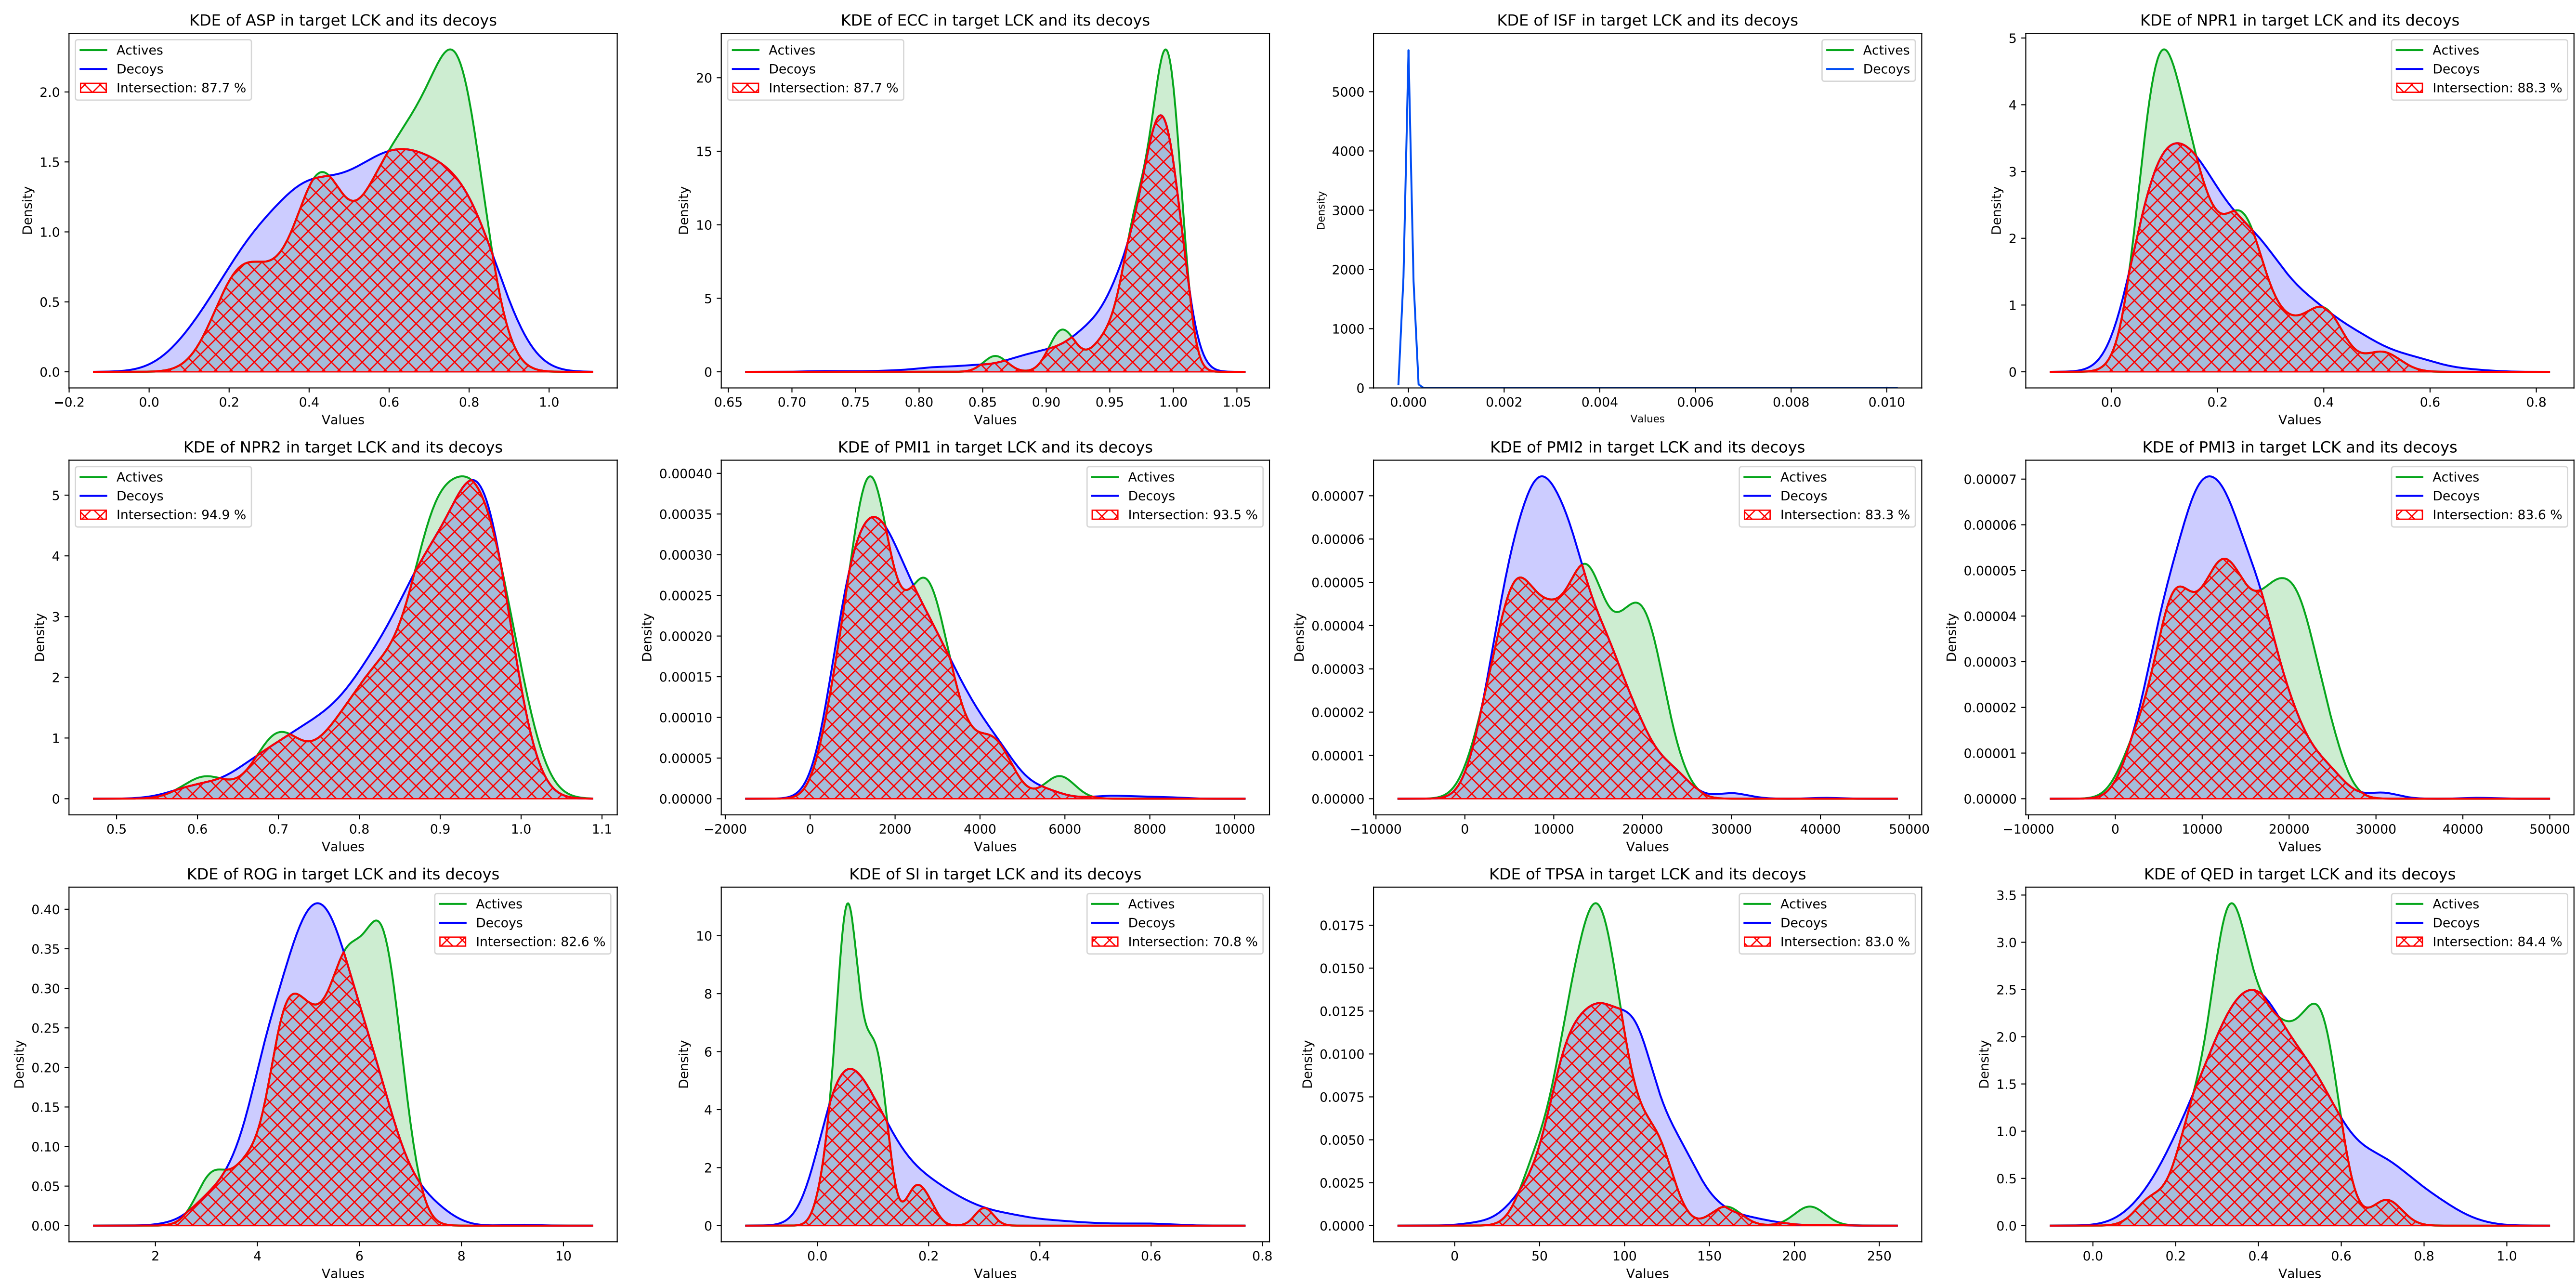 KDE of ASP in target LCK and its decoys
Actives
Decoys
Intersection: 87.7 %
Density
2.0
1.5
1.0
0.5
0.0
−0.2 0.0 0.2 0.4 0.6 0.8 1.0
Values
KDE of ECC in target LCK and its decoys
Actives
Decoys
Intersection: 87.7 %
Density
20
15
10
5
0
0.65 0.70 0.75 0.80 0.85 0.90 0.95 1.00 1.05
Values
KDE of ISF in target LCK and its decoys
Actives
Decoys
Density
5000
4000
3000
2000
1000
0
0.000 0.002 0.004 0.006 0.008 0.010
Values
KDE of NPR1 in target LCK and its decoys
Actives
Decoys
Intersection: 88.3 %
Density
5
4
3
2
1
0
0.0 0.2 0.4 0.6 0.8
Values
KDE of NPR2 in target LCK and its decoys
Actives
Decoys
Intersection: 94.9 %
Density
5
4
3
2
1
0
0.5 0.6 0.7 0.8 0.9 1.0 1.1
Values
KDE of PMI1 in target LCK and its decoys
Actives
Decoys
Intersection: 93.5 %
Density
0.00040
0.00035
0.00030
0.00025
0.00020
0.00015
0.00010
0.00005
0.00000
−2000 0 2000 4000 6000 8000 10000
Values
KDE of PMI2 in target LCK and its decoys
Actives
Decoys
Intersection: 83.3 %
Density
0.00007
0.00006
0.00005
0.00004
0.00003
0.00002
0.00001
0.00000
−10000 0 10000 20000 30000 40000 50000
Values
KDE of PMI3 in target LCK and its decoys
Actives
Decoys
Intersection: 83.6 %
Density
0.00007
0.00006
0.00005
0.00004
0.00003
0.00002
0.00001
0.00000
−10000 0 10000 20000 30000 40000 50000
Values
KDE of ROG in target LCK and its decoys
Actives
Decoys
Intersection: 82.6 %
Density
0.40
0.35
0.30
0.25
0.20
0.15
0.10
0.05
0.00
2 4 6 8 10
Values
KDE of SI in target LCK and its decoys
Actives
Decoys
Intersection: 70.8 %
Density
10
8
6
4
2
0
0.0 0.2 0.4 0.6 0.8
Values
KDE of TPSA in target LCK and its decoys
Actives
Decoys
Intersection: 83.0 %
Density
0.0175
0.0150
0.0125
0.0100
0.0075
0.0050
0.0025
0.0000
0 50 100 150 200 250
Values
KDE of QED in target LCK and its decoys
Actives
Decoys
Intersection: 84.4 %
Density
3.5
3.0
2.5
2.0
1.5
1.0
0.5
0.0
0.0 0.2 0.4 0.6 0.8 1.0
Values